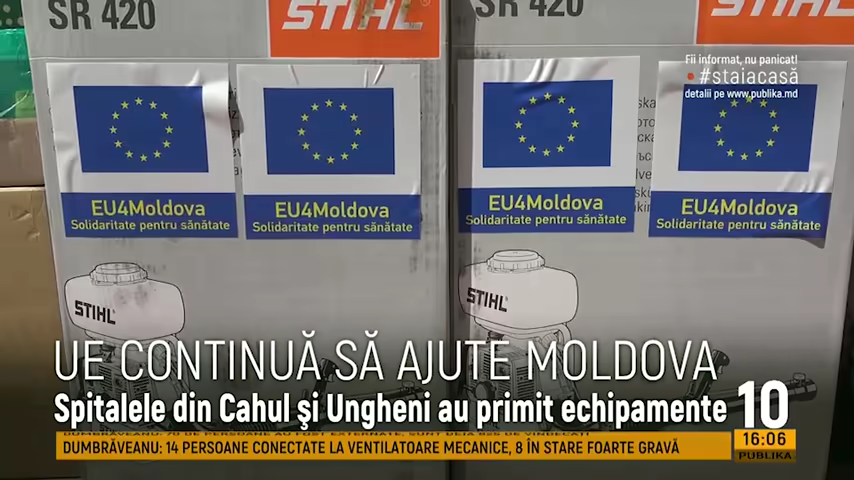 SR 420
STIHL
SR 420
STIHL
Fii informat, nu panicat!
#staiacasă
detalii pe www.publika.md
EU4Moldova
Solidaritate pentru sănătate
EU4Moldova
Solidaritate pentru sănătate
EU4Moldova
Solidaritate pentru sănătate
EU4Moldova
Solidaritate pentru sănătate
STIHL
STIHL
UE CONTINUĂ SĂ AJUTE MOLDOVA
Spitalele din Cahul şi Ungheni au primit echipamente
10
16:06
PUBLIKA
DUMBRĂVEANU: 14 PERSOANE CONECTATE LA VENTILATOARE MECANICE, 8 ÎN STARE FOARTE GRAVĂ